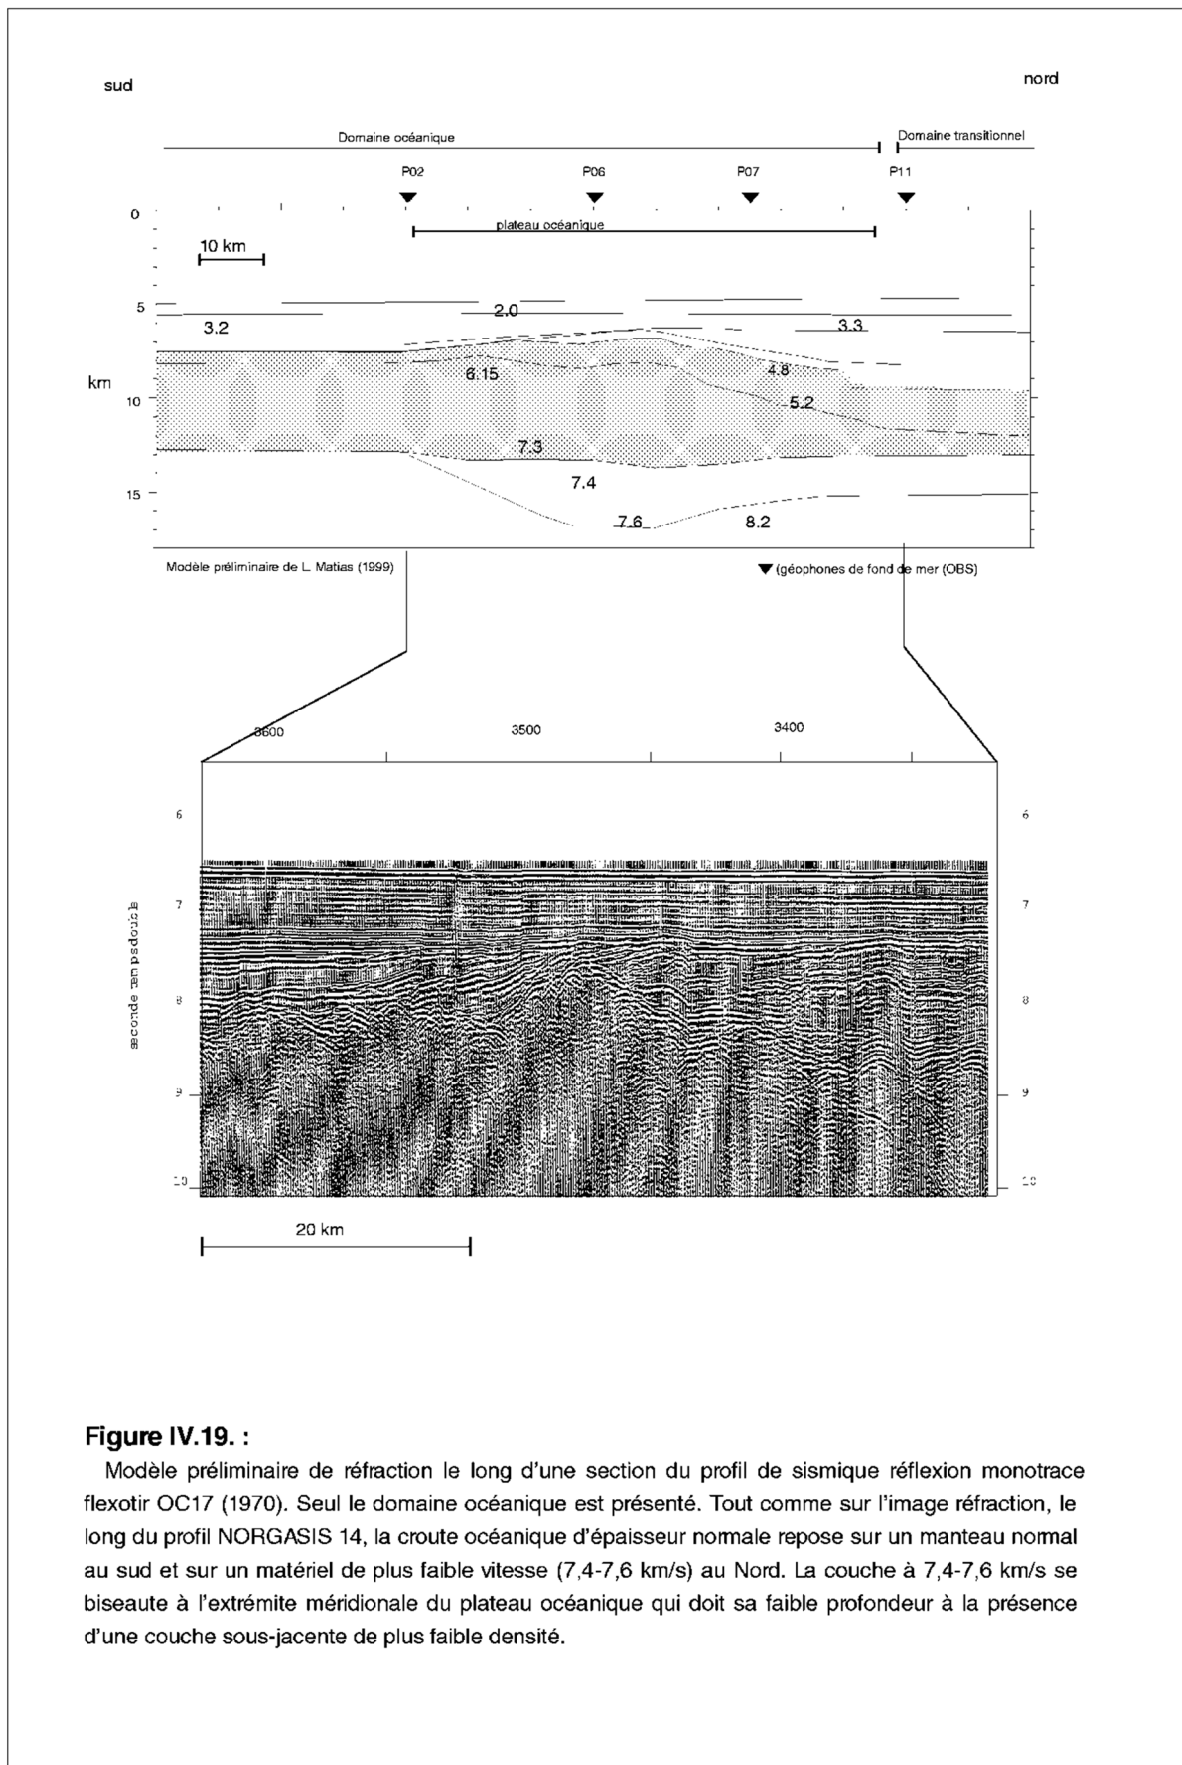 sud nord
Domaine océanique Domaine transitionnel
P02 P06 P07 P11
0
plateau océanique
10 km
5
2.0
3.2 3.3
km
6.15 4.8
10 5.2
7.3
7.4
15
7.6 8.2
Modèle préliminaire de L. Matias (1999) (géophones de fond de mer (OBS)
3600 3500 3400
6 6
7 7
seconde temps double
8 8
9 9
10 10
20 km
Figure IV.19. :
Modèle préliminaire de réfraction le long d'une section du profil de sismique réflexion monotrace
flexotir OC17 (1970). Seul le domaine océanique est présenté. Tout comme sur l'image réfraction, le
long du profil NORGASIS 14, la croute océanique d'épaisseur normale repose sur un manteau normal
au sud et sur un matériel de plus faible vitesse (7,4-7,6 km/s) au Nord. La couche à 7,4-7,6 km/s se
biseaute à l'extrémite méridionale du plateau océanique qui doit sa faible profondeur à la présence
d'une couche sous-jacente de plus faible densité.